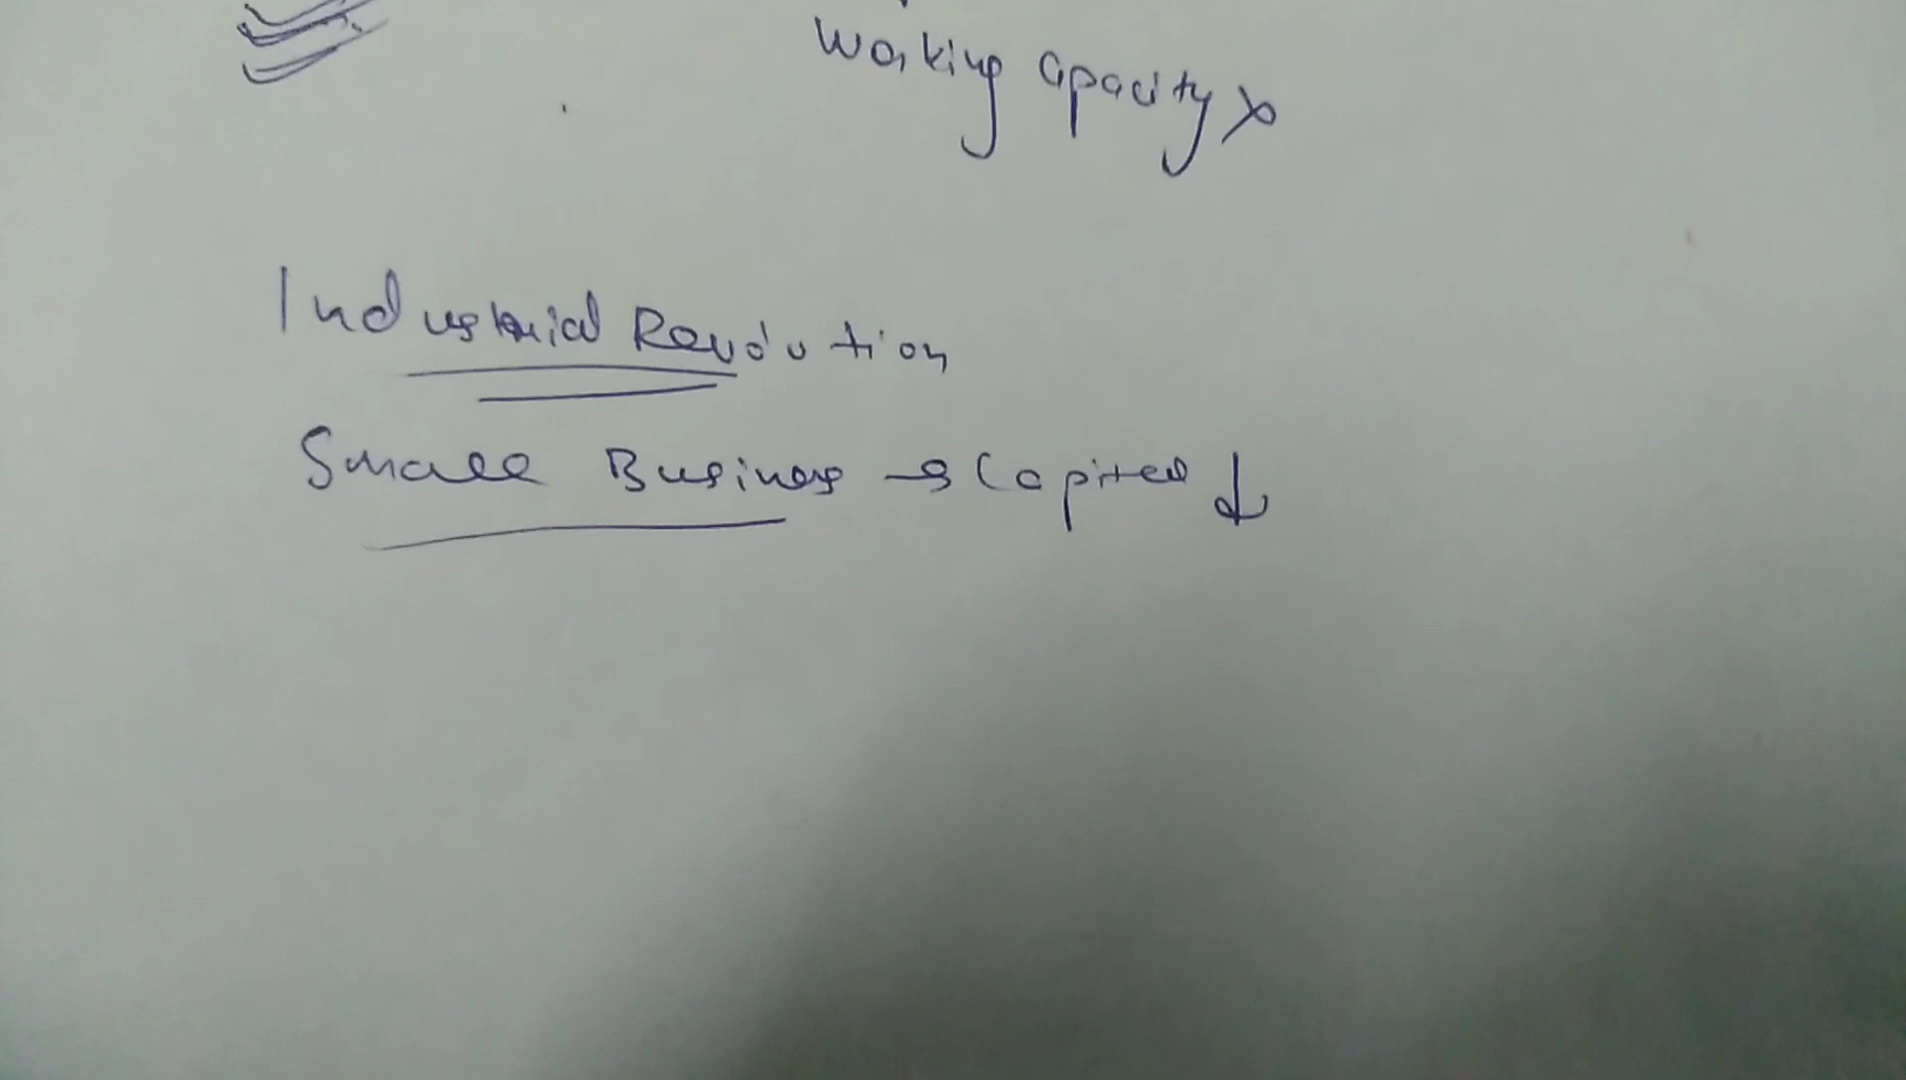 Working Capacity ×
Industrial Revolution
Small Business → Capital ↓